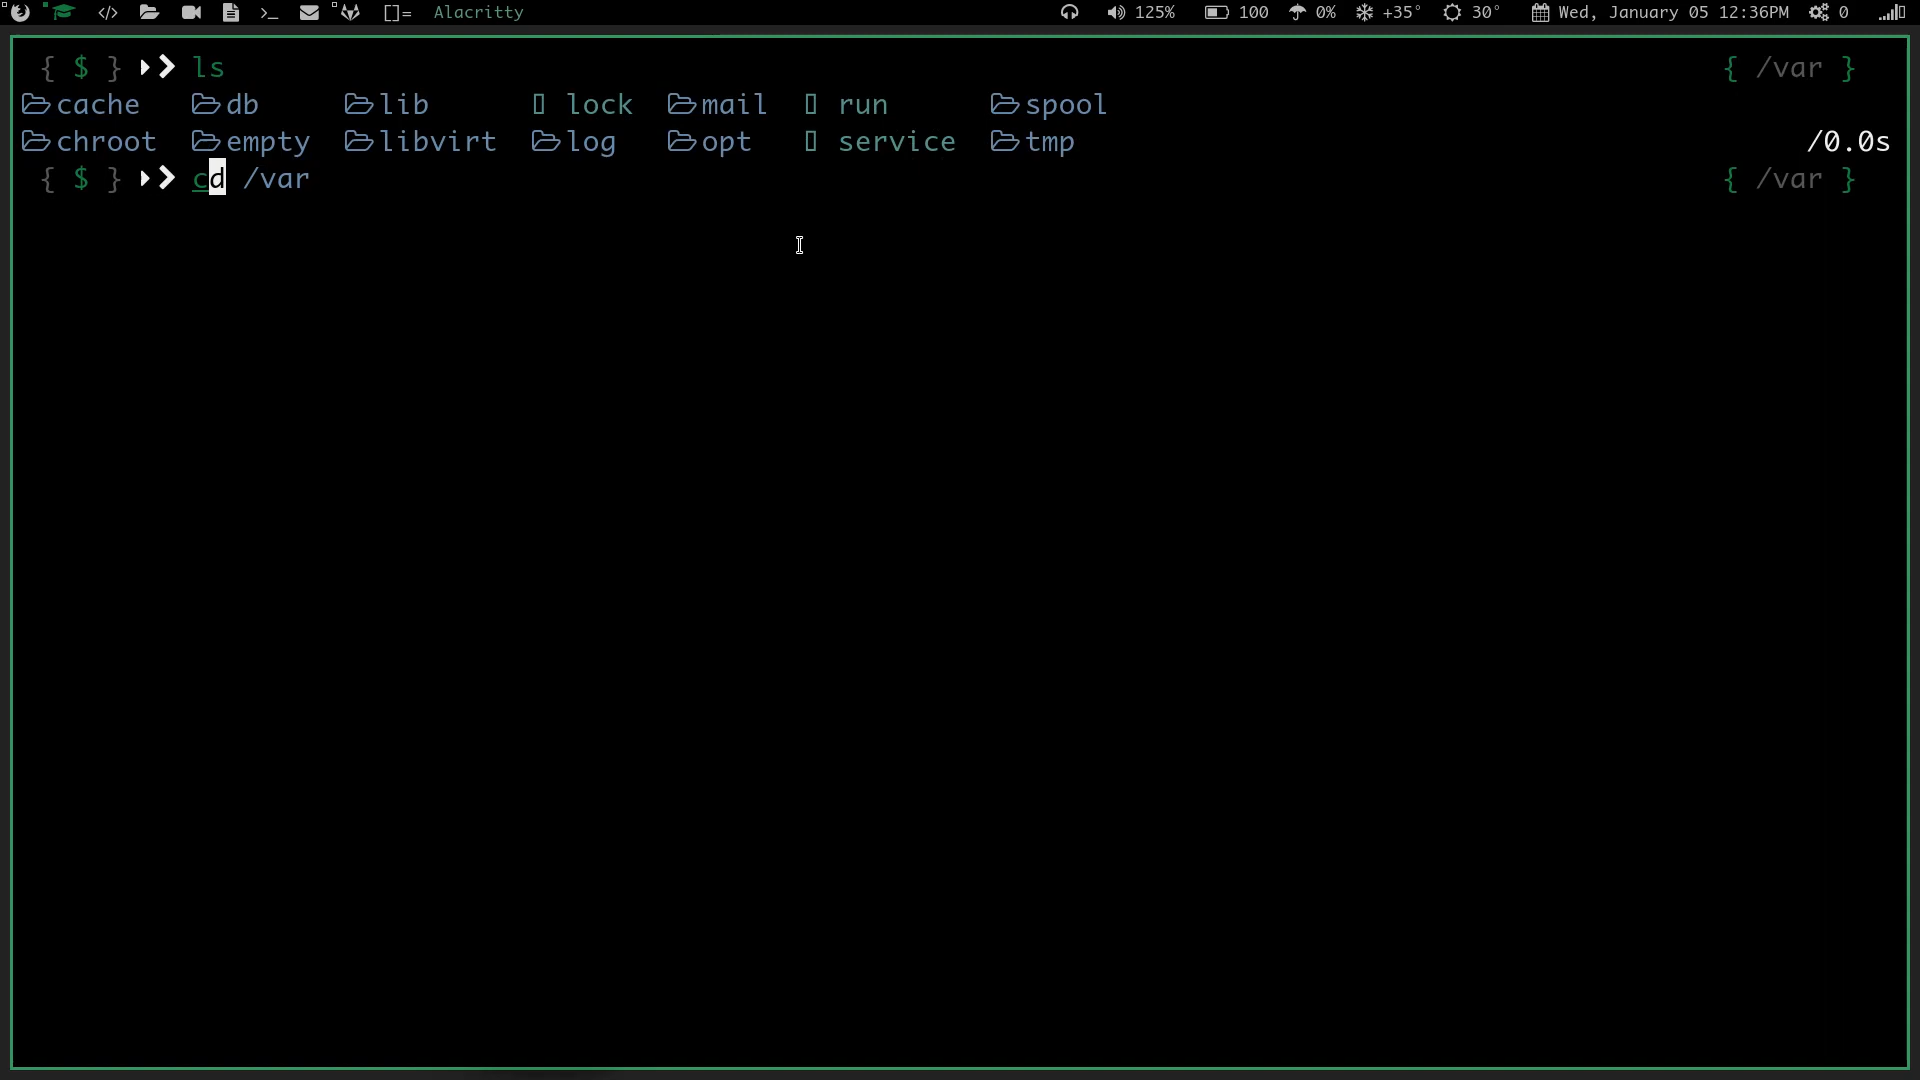 []= Alacritty 125% 100 0% +35° 30° Wed, January 05 12:36PM 0
{ $ } ls { /var }
cache db lib lock mail run spool
chroot empty libvirt log opt service tmp /0.0s
{ $ } cd /var { /var }